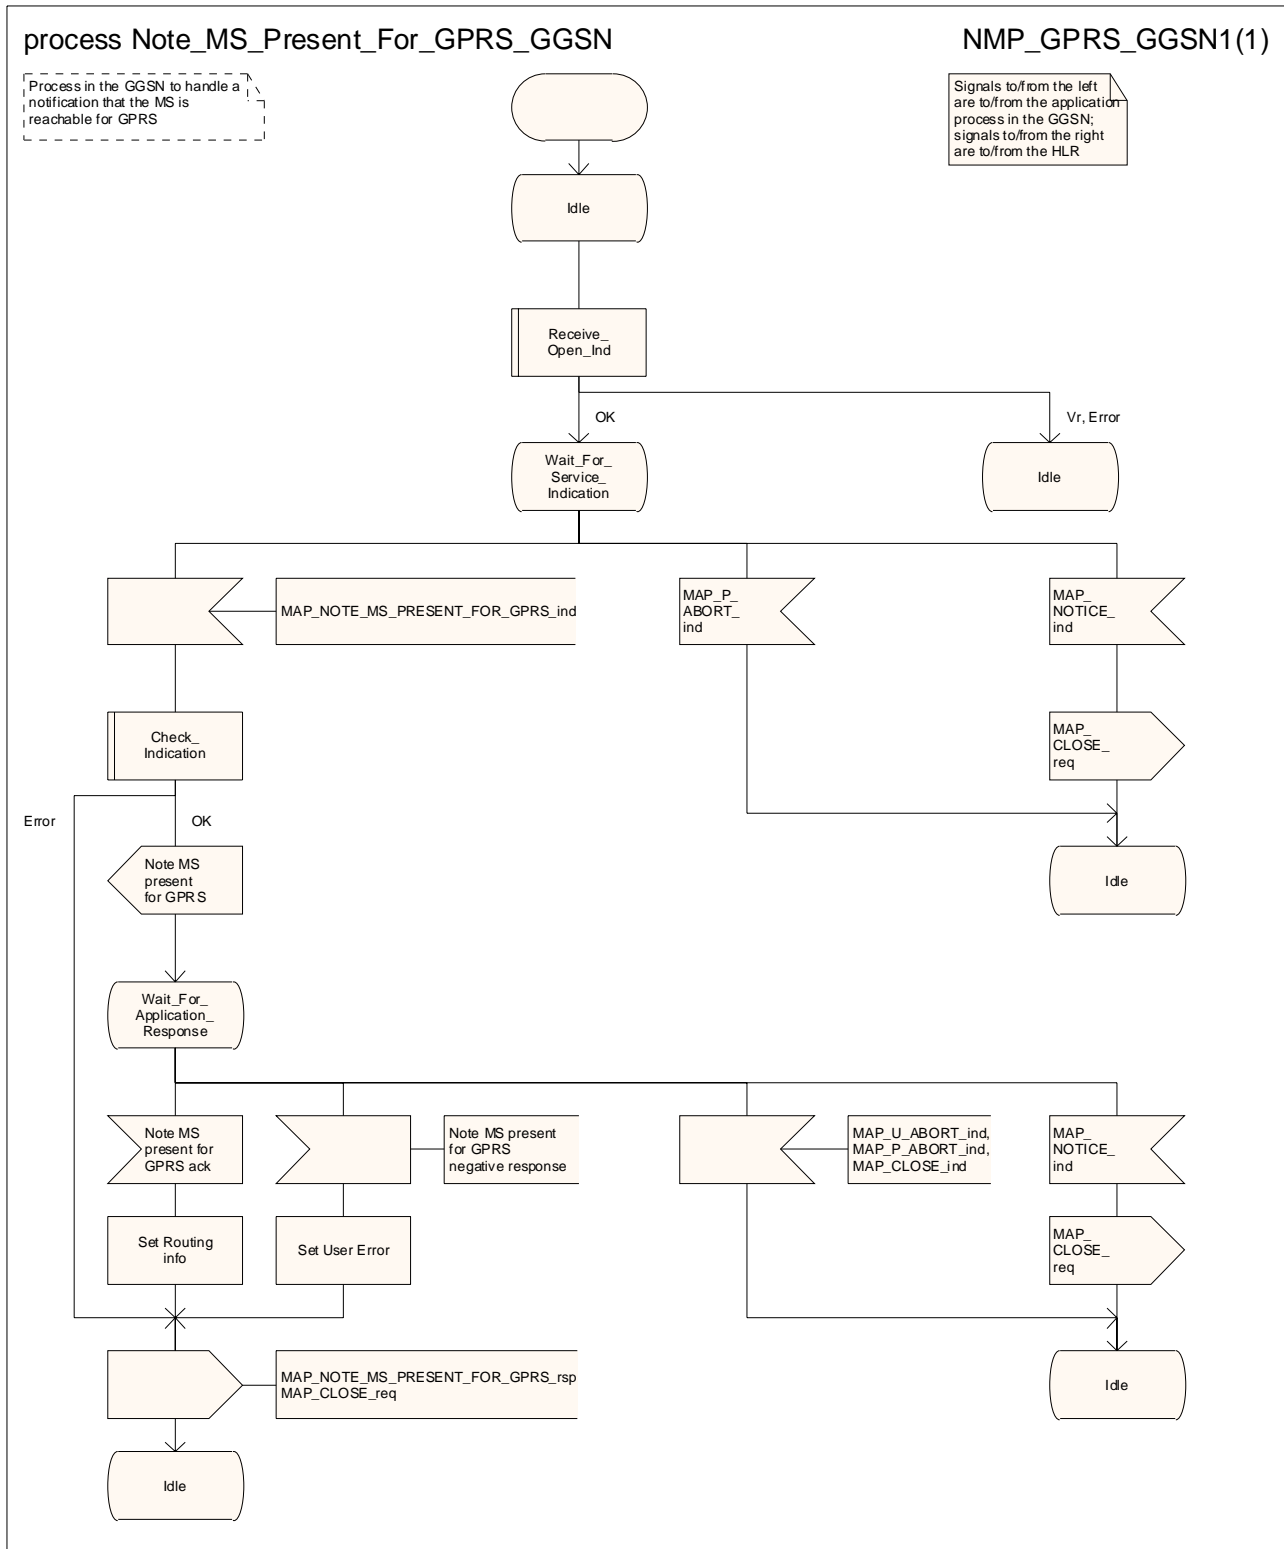 process Note_MS_Present_For_GPRS_GGSN
NMP_GPRS_GGSN1(1)
Process in the GGSN to handle a
notification that the MS is
reachable for GPRS
Signals to/from the left
are to/from the application
process in the GGSN;
signals to/from the right
are to/from the HLR
Idle
Receive_
Open_Ind
OK
Vr, Error
Wait_For_
Service_
Indication
Idle
MAP_NOTE_MS_PRESENT_FOR_GPRS_ind
MAP_P_
ABORT_
ind
MAP_
NOTICE_
ind
Check_
Indication
MAP_
CLOSE_
req
Error
OK
Note MS
present
for GPRS
Idle
Wait_For_
Application_
Response
Note MS
present for
GPRS ack
Note MS present
for GPRS
negative response
MAP_U_ABORT_ind,
MAP_P_ABORT_ind,
MAP_CLOSE_ind
MAP_
NOTICE_
ind
Set Routing
info
Set User Error
MAP_
CLOSE_
req
MAP_NOTE_MS_PRESENT_FOR_GPRS_rsp
MAP_CLOSE_req
Idle
Idle